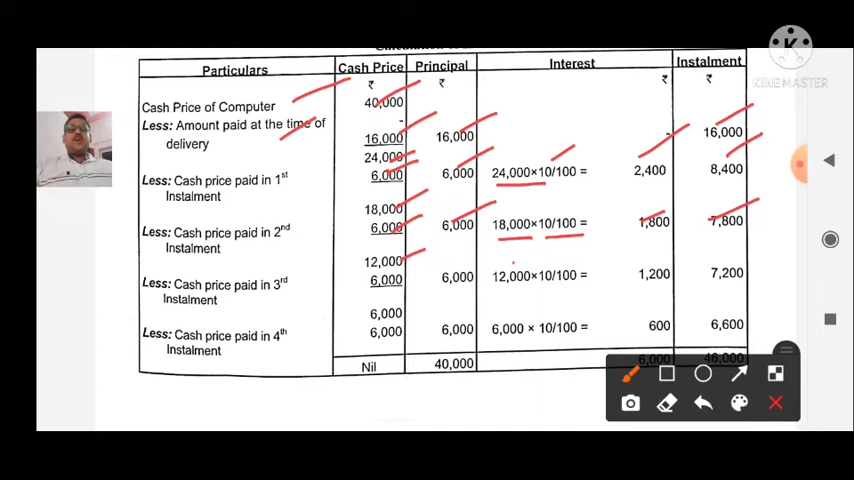 Particulars Cash Price Principal Interest Instalment
₹ ₹ ₹ ₹
Cash Price of Computer 40,000
Less: Amount paid at the time of - 
delivery 16,000 16,000 - 16,000
24,000
Less: Cash price paid in 1st 6,000 6,000 24,000×10/100 = 2,400 8,400
Instalment
18,000
Less: Cash price paid in 2nd 6,000 6,000 18,000×10/100 = 1,800 7,800
Instalment
12,000
Less: Cash price paid in 3rd 6,000 6,000 12,000×10/100 = 1,200 7,200
Instalment
6,000
Less: Cash price paid in 4th 6,000 6,000 6,000 × 10/100 = 600 6,600
Instalment
Nil 40,000 6,000 46,000
K
KINEMASTER